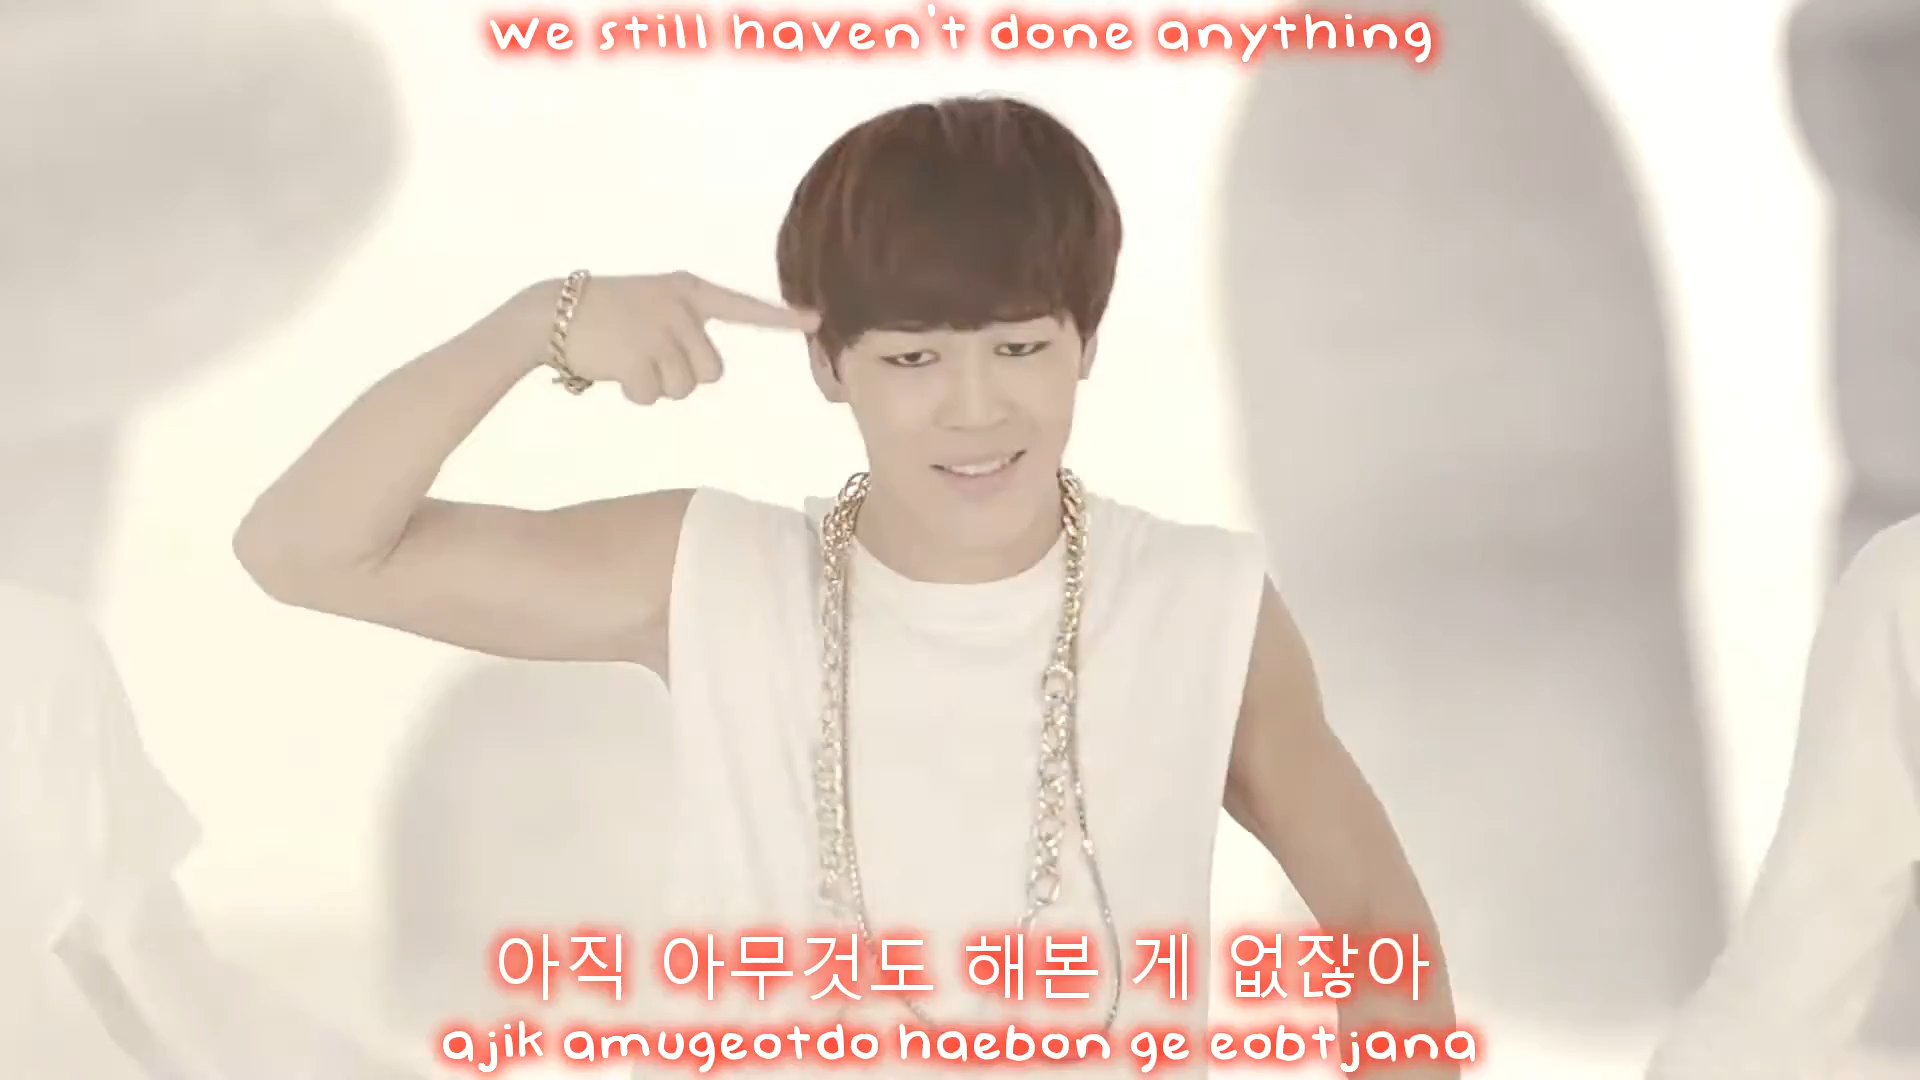 we still haven't done anything
아직 아무것도 해본 게 없잖아
ajik amugeotdo haebon ge eobtjana